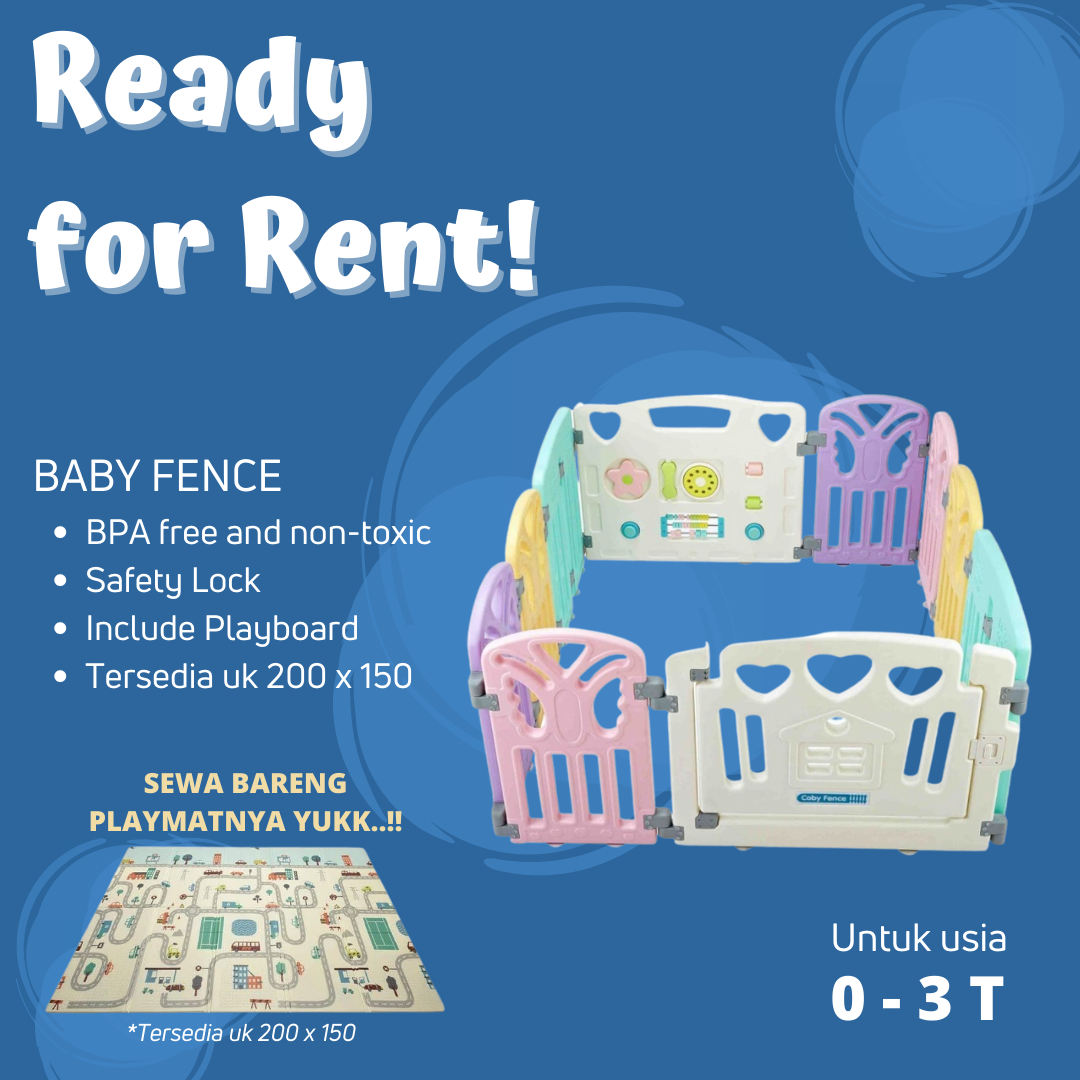 Ready
for Rent!
BABY FENCE
• BPA free and non-toxic
• Safety Lock
• Include Playboard
• Tersedia uk 200 x 150
SEWA BARENG
PLAYMATNYA YUKK..!!
*Tersedia uk 200 x 150
Coby Fence
Untuk usia
0 - 3 T